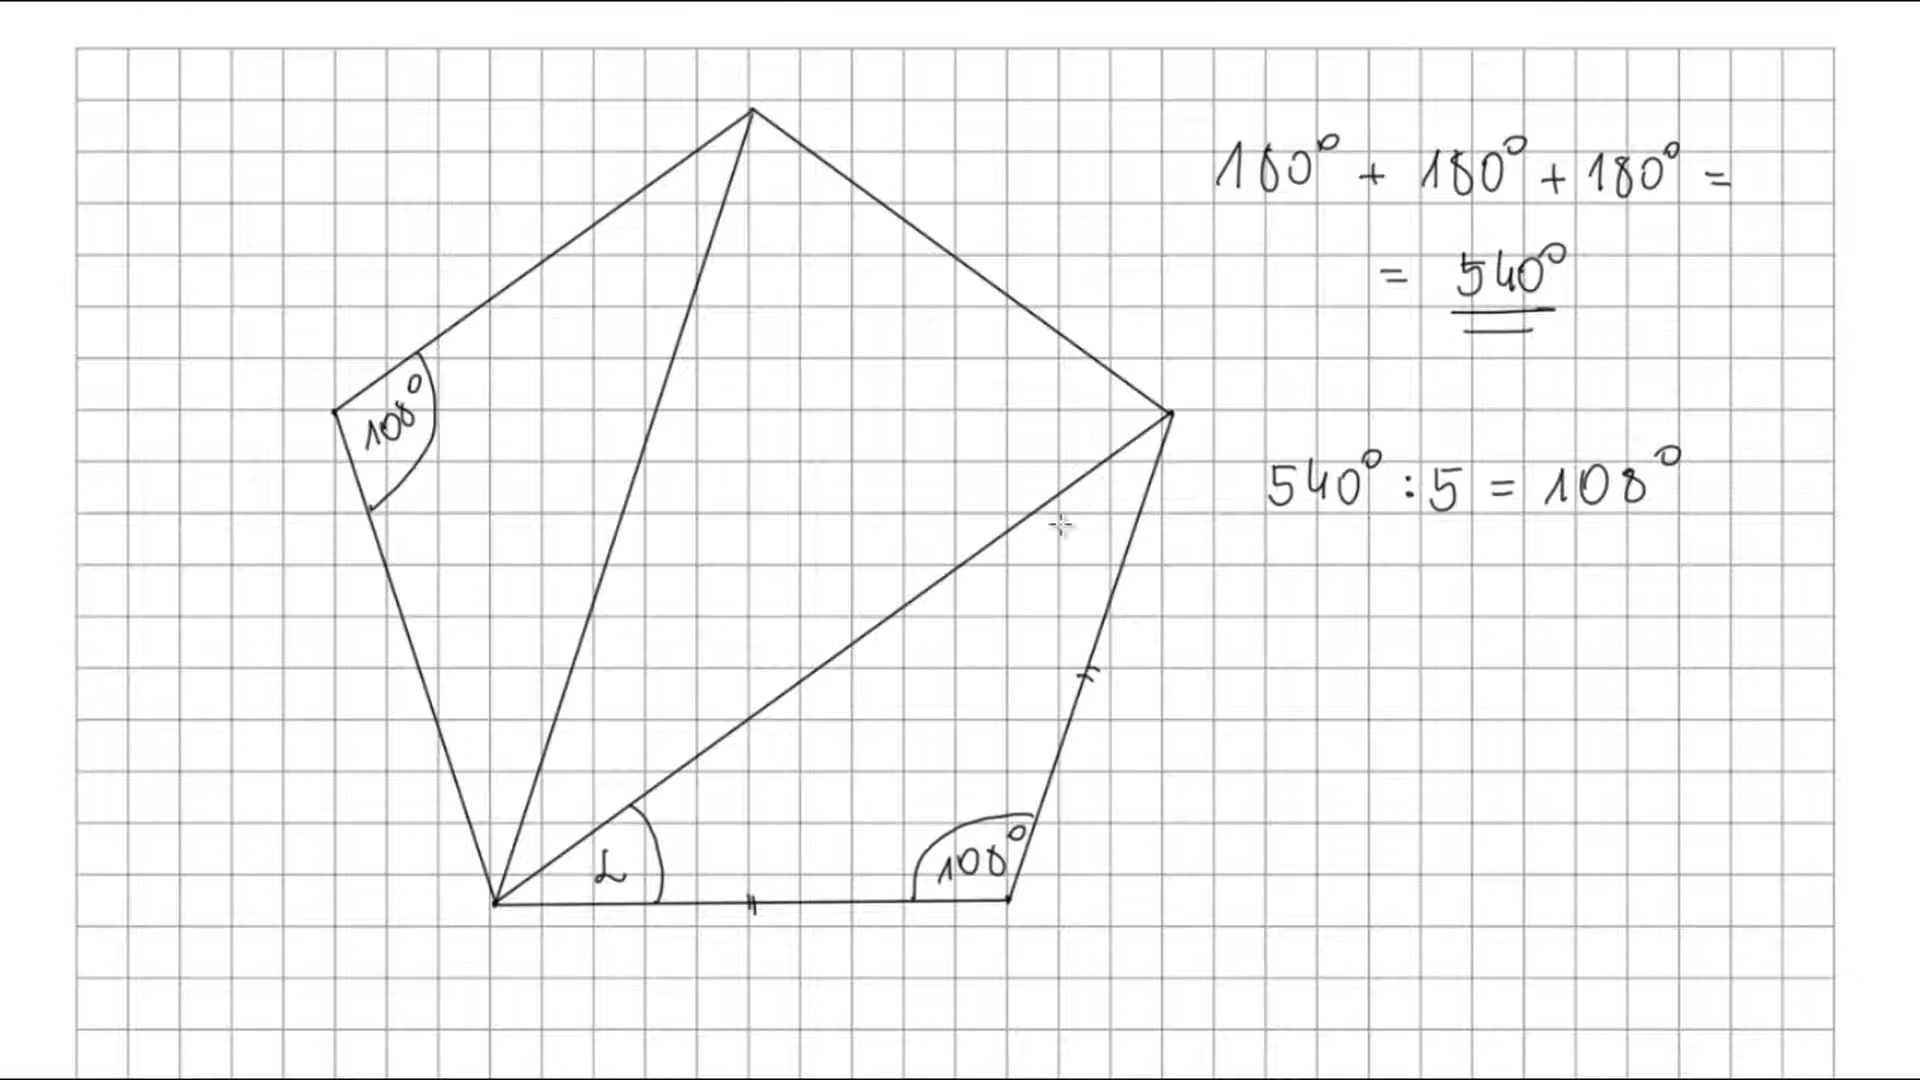 180° + 180° + 180° =
= 540°
108°
540° : 5 = 108°
α 108°